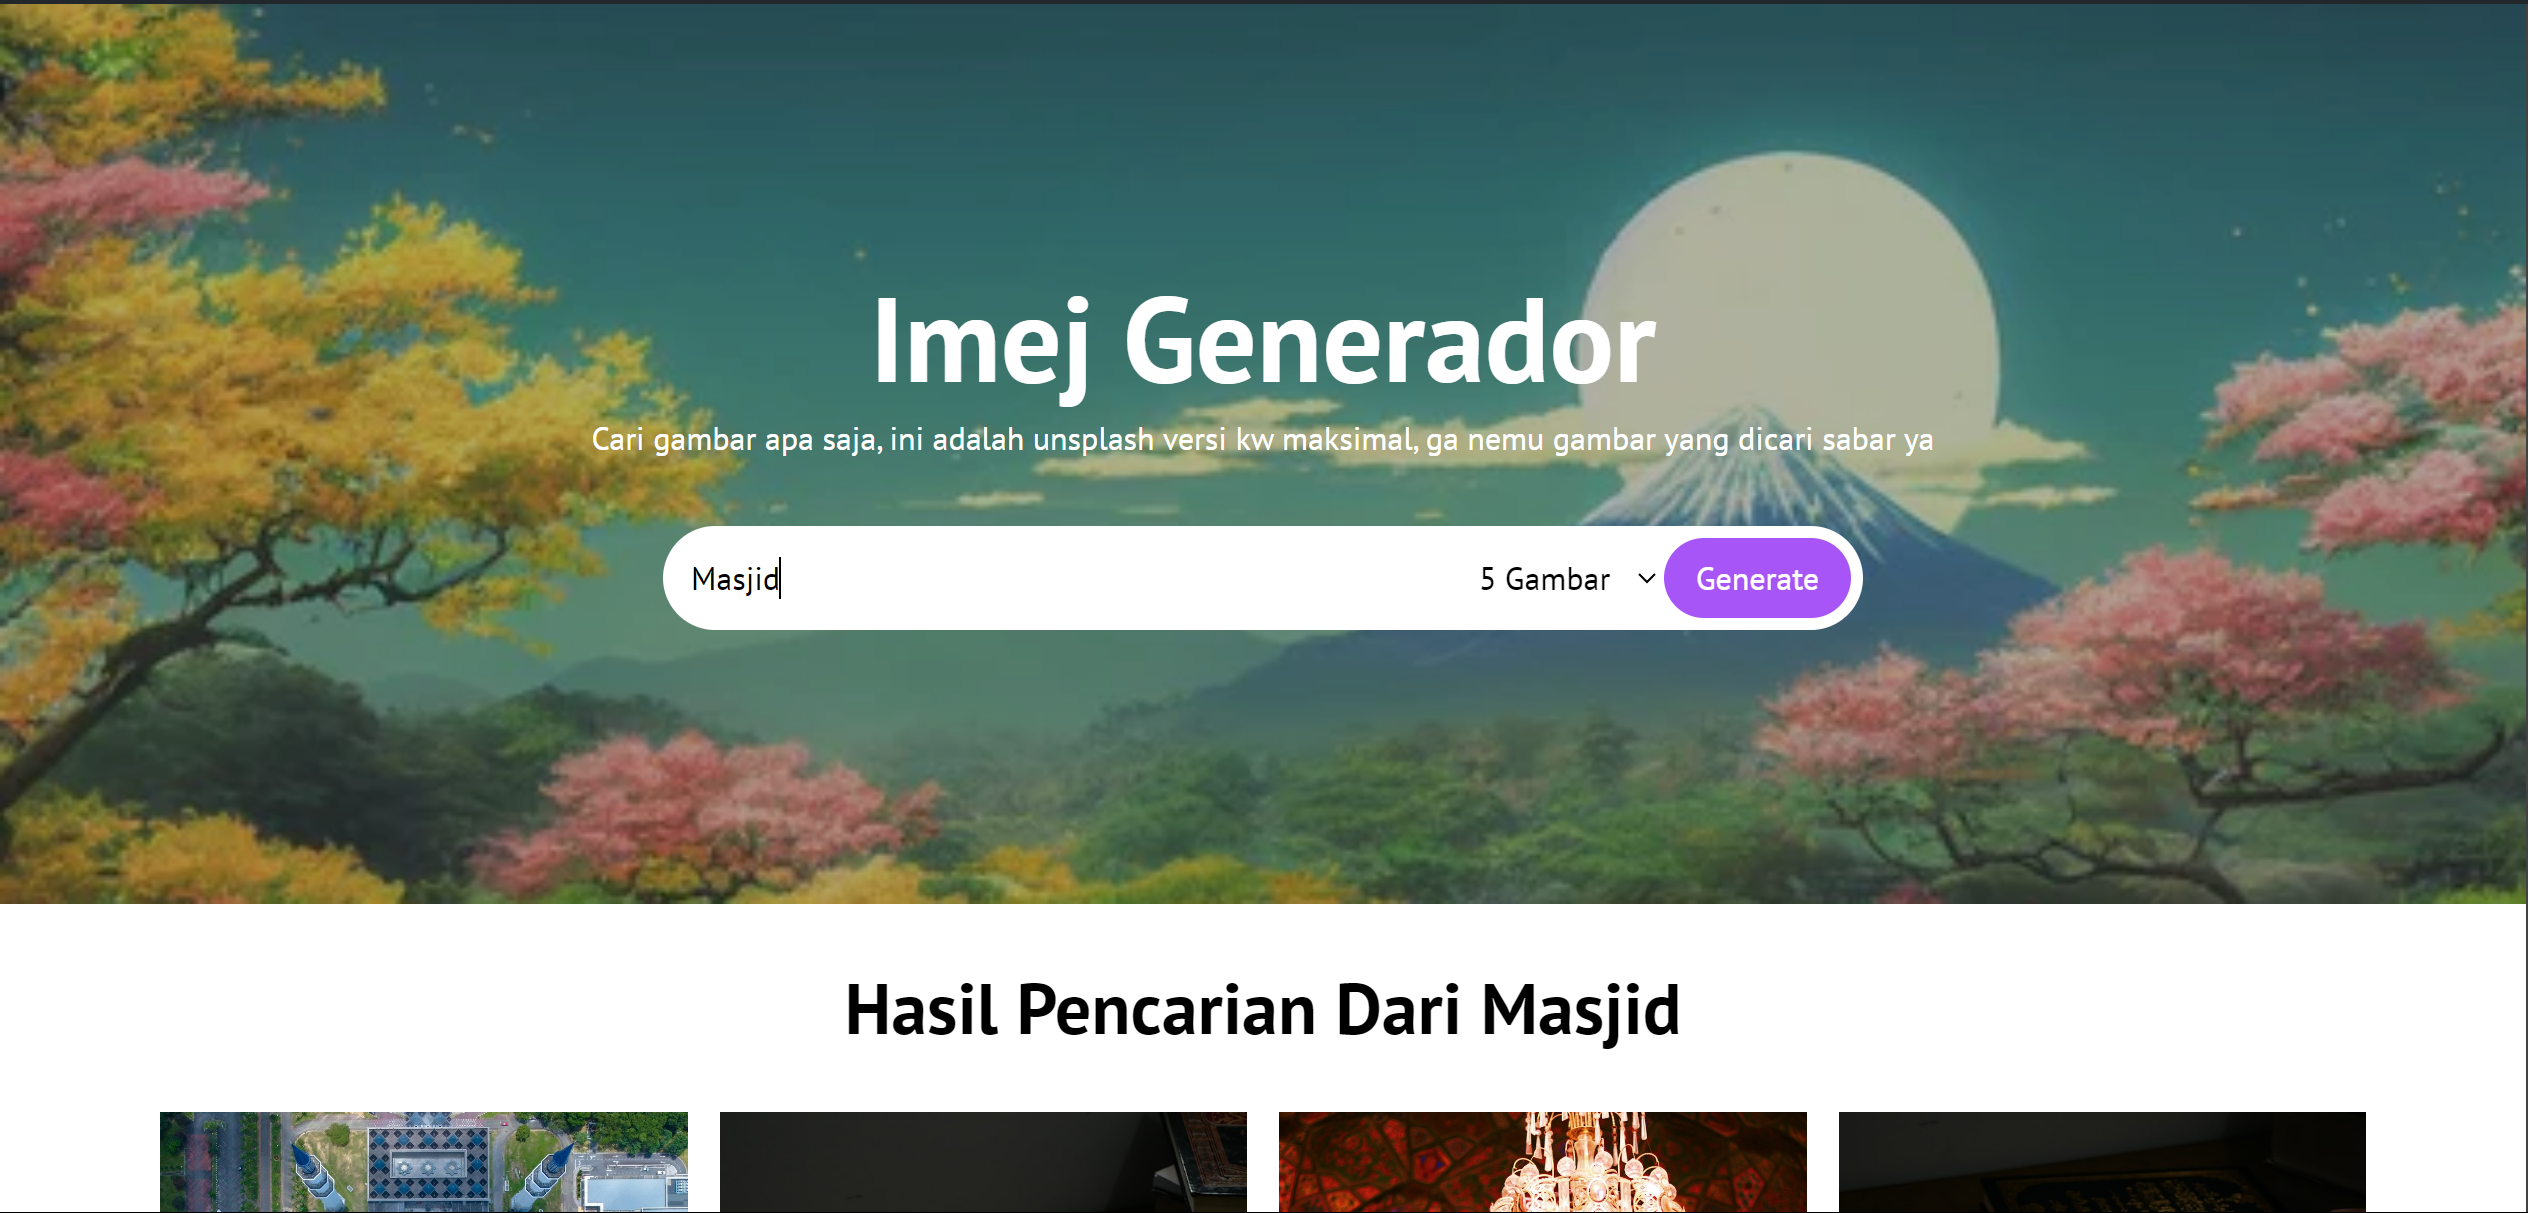 Imej Generador
Cari gambar apa saja, ini adalah unsplash versi kw maksimal, ga nemu gambar yang dicari sabar ya
Masjid
5 Gambar
Generate
Hasil Pencarian Dari Masjid